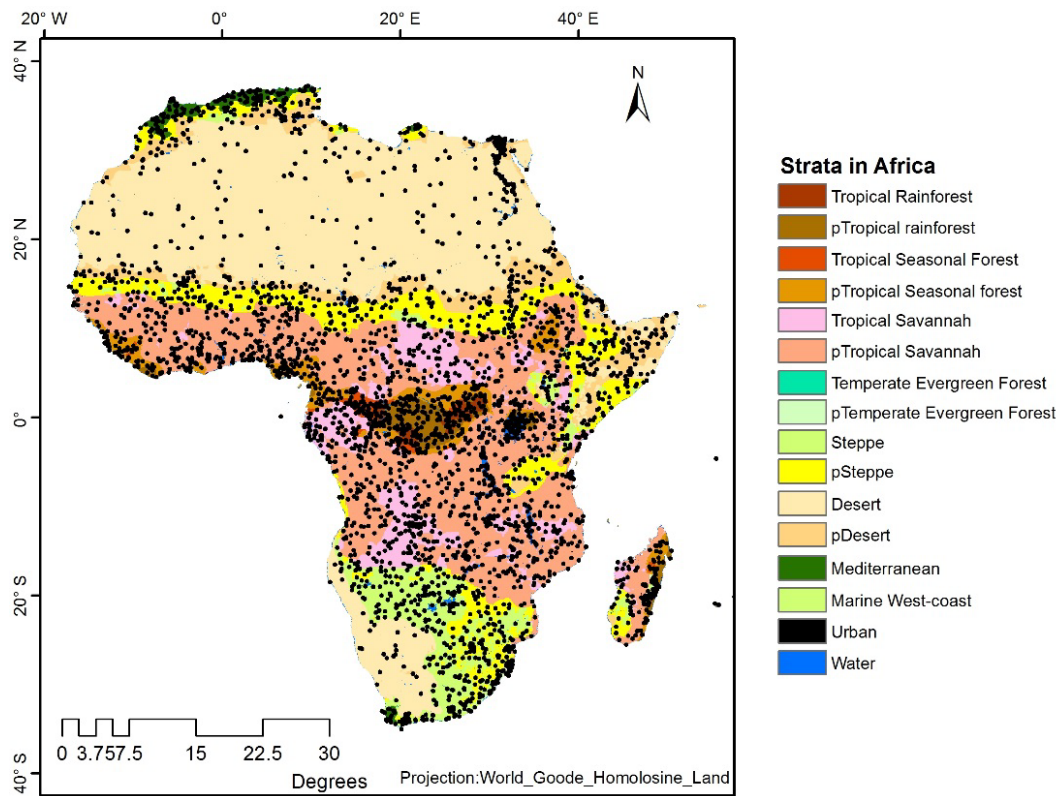 20° W 0° 20° E 40° E
40° N
20° N
0°
20° S
40° S
N
0 3.757.5 15 22.5 30
Degrees
Projection:World_Goode_Homolosine_Land
Strata in Africa
Tropical Rainforest
pTropical rainforest
Tropical Seasonal Forest
pTropical Seasonal forest
Tropical Savannah
pTropical Savannah
Temperate Evergreen Forest
pTemperate Evergreen Forest
Steppe
pSteppe
Desert
pDesert
Mediterranean
Marine West-coast
Urban
Water